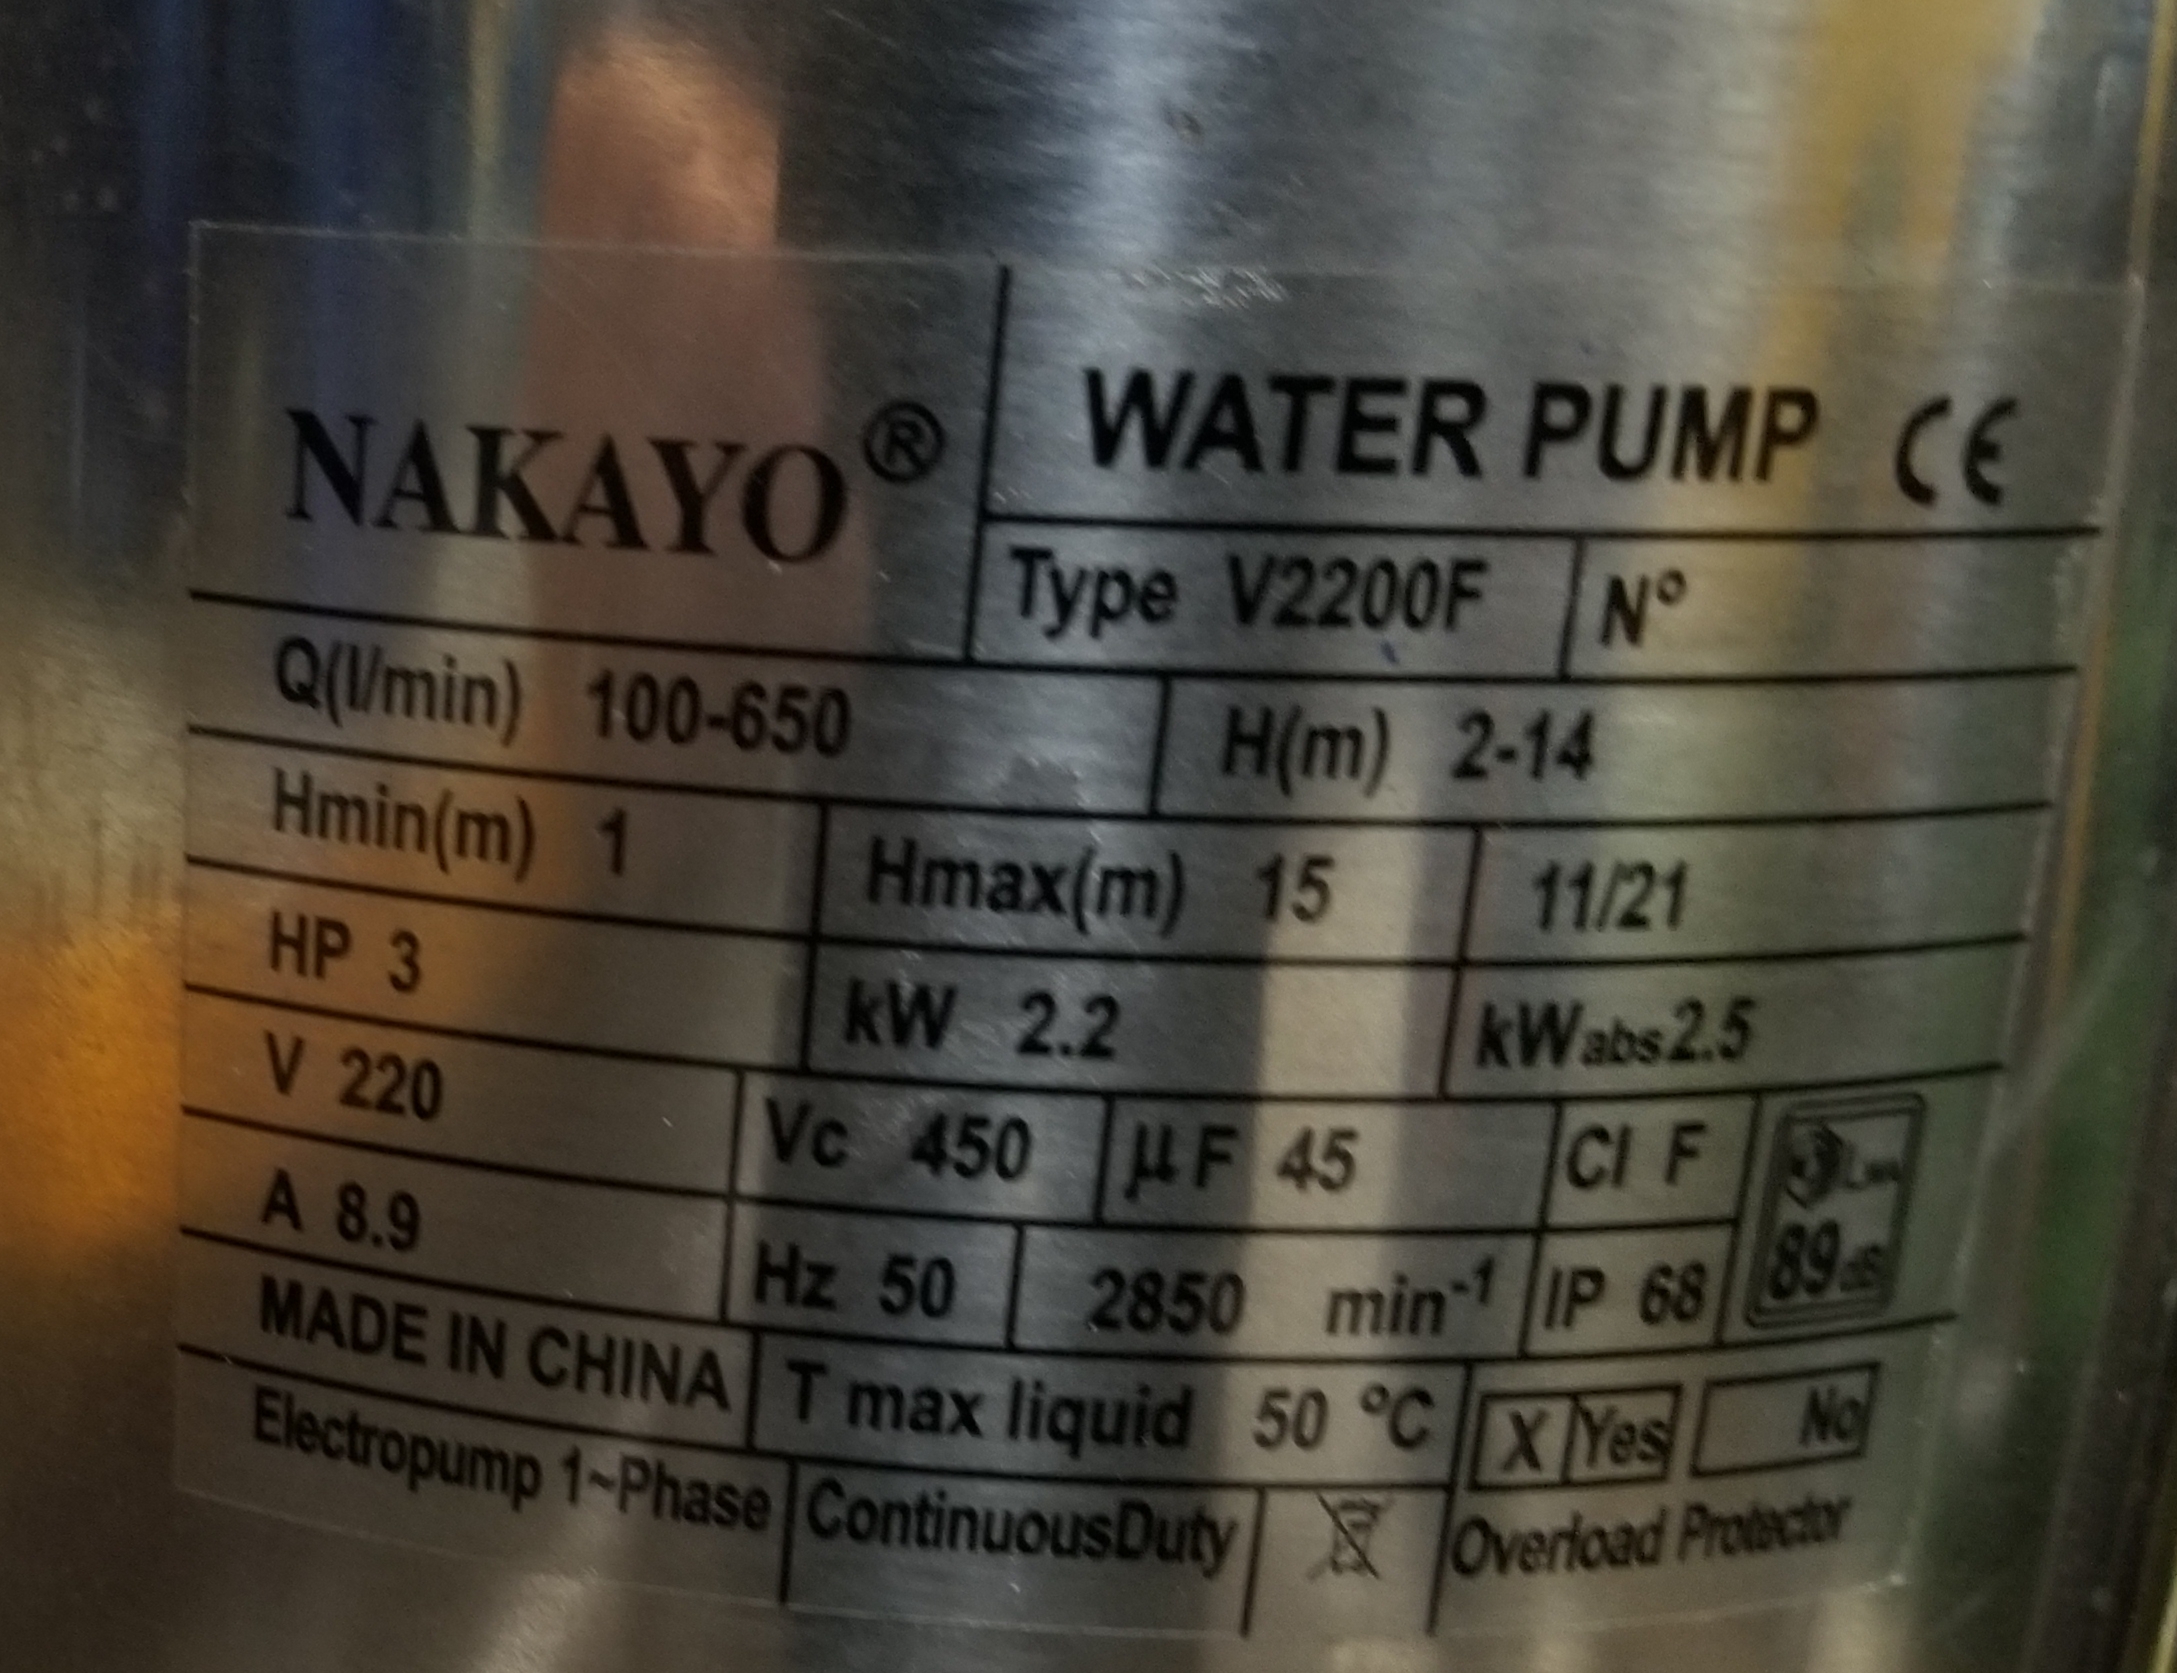 NAKAYO®
WATER PUMP CE
Type V2200F N°
Q(l/min) 100-650 H(m) 2-14
Hmin(m) 1 Hmax(m) 15 11/21
HP 3 kW 2.2 kWabs2.5
V 220 Vc 450 µF 45 Cl F
A 8.9 Hz 50 2850 min⁻¹ IP 68 89dB
MADE IN CHINA T max liquid 50 °C X Yes No
Electropump 1~Phase ContinuousDuty Overload Protector